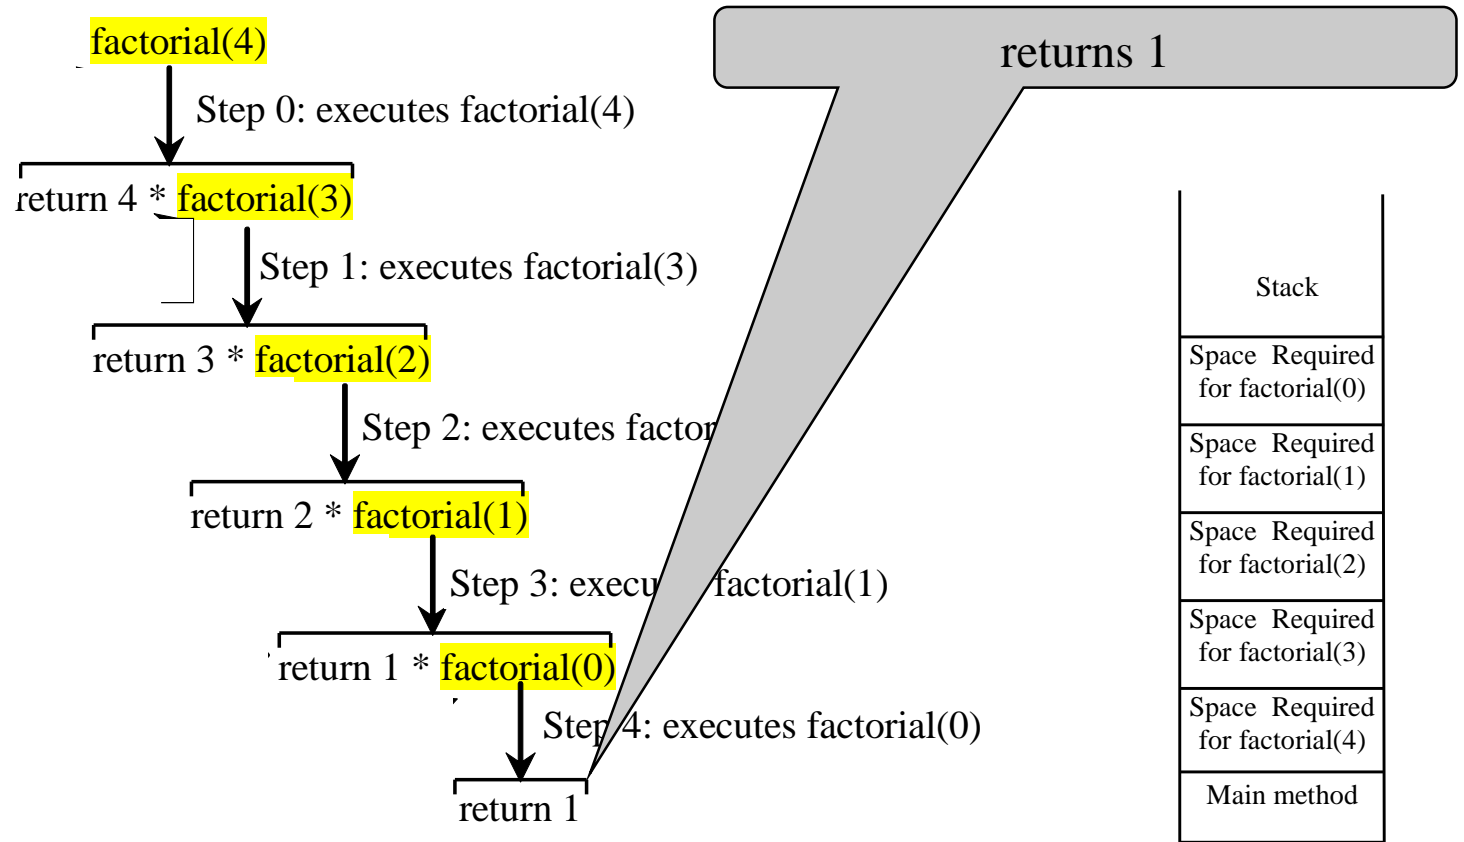 factorial(4)
returns 1
Step 0: executes factorial(4)
return 4 * factorial(3)
Step 1: executes factorial(3)
return 3 * factorial(2)
Step 2: executes factor
return 2 * factorial(1)
Step 3: execu factorial(1)
return 1 * factorial(0)
Step 4: executes factorial(0)
return 1
Stack
Space Required
for factorial(0)
Space Required
for factorial(1)
Space Required
for factorial(2)
Space Required
for factorial(3)
Space Required
for factorial(4)
Main method